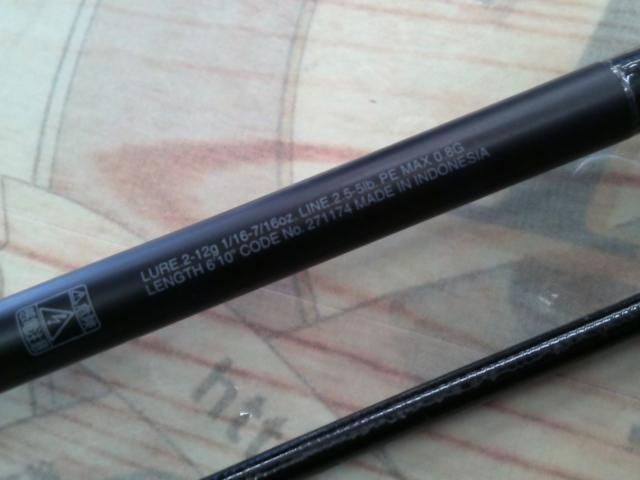 LURE.2-12g 1/16-7/16oz. LINE.2.5-5lb. PE MAX 0.8G
LENGTH 6'10" CODE No. 271174 MADE IN INDONESIA
htt